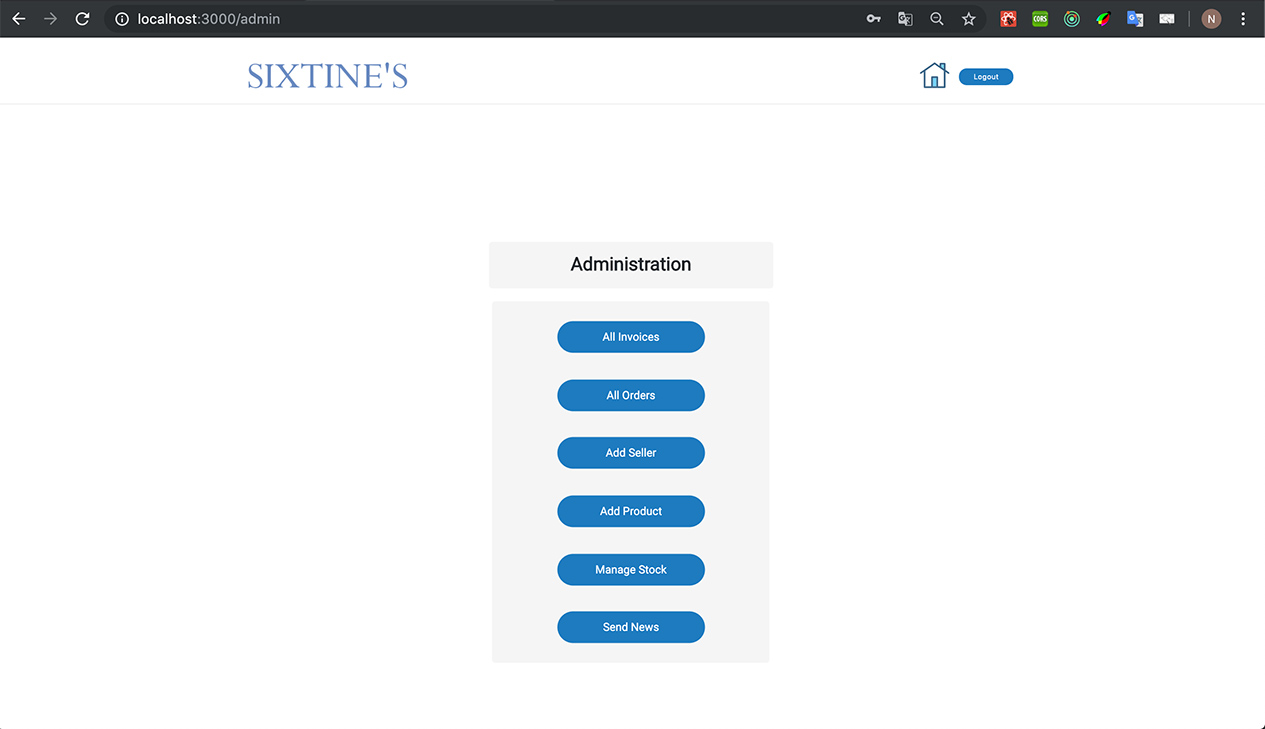 localhost:3000/admin
CORS
G
N
SIXTINE'S
Logout
Administration
All Invoices
All Orders
Add Seller
Add Product
Manage Stock
Send News